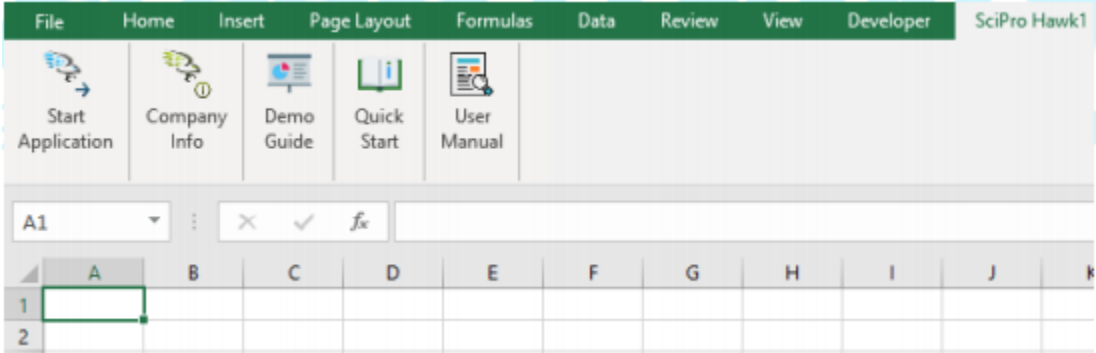 File Home Insert Page Layout Formulas Data Review View Developer SciPro Hawk1
Start Company Demo Quick User
Application Info Guide Start Manual
A1 fx
A B C D E F G H I J K
1
2